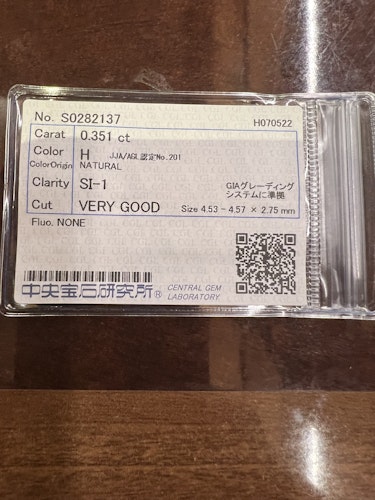 No. S0282137 H070522
Carat 0.351 ct
Color H JJA/AGL認定No.201
ColorOrigin NATURAL
Clarity SI-1 GIAグレーディング
システムに準拠
Cut VERY GOOD Size 4.53 - 4.57 × 2.75 mm
Fluo. NONE
中央宝石研究所® CENTRAL GEM
LABORATORY